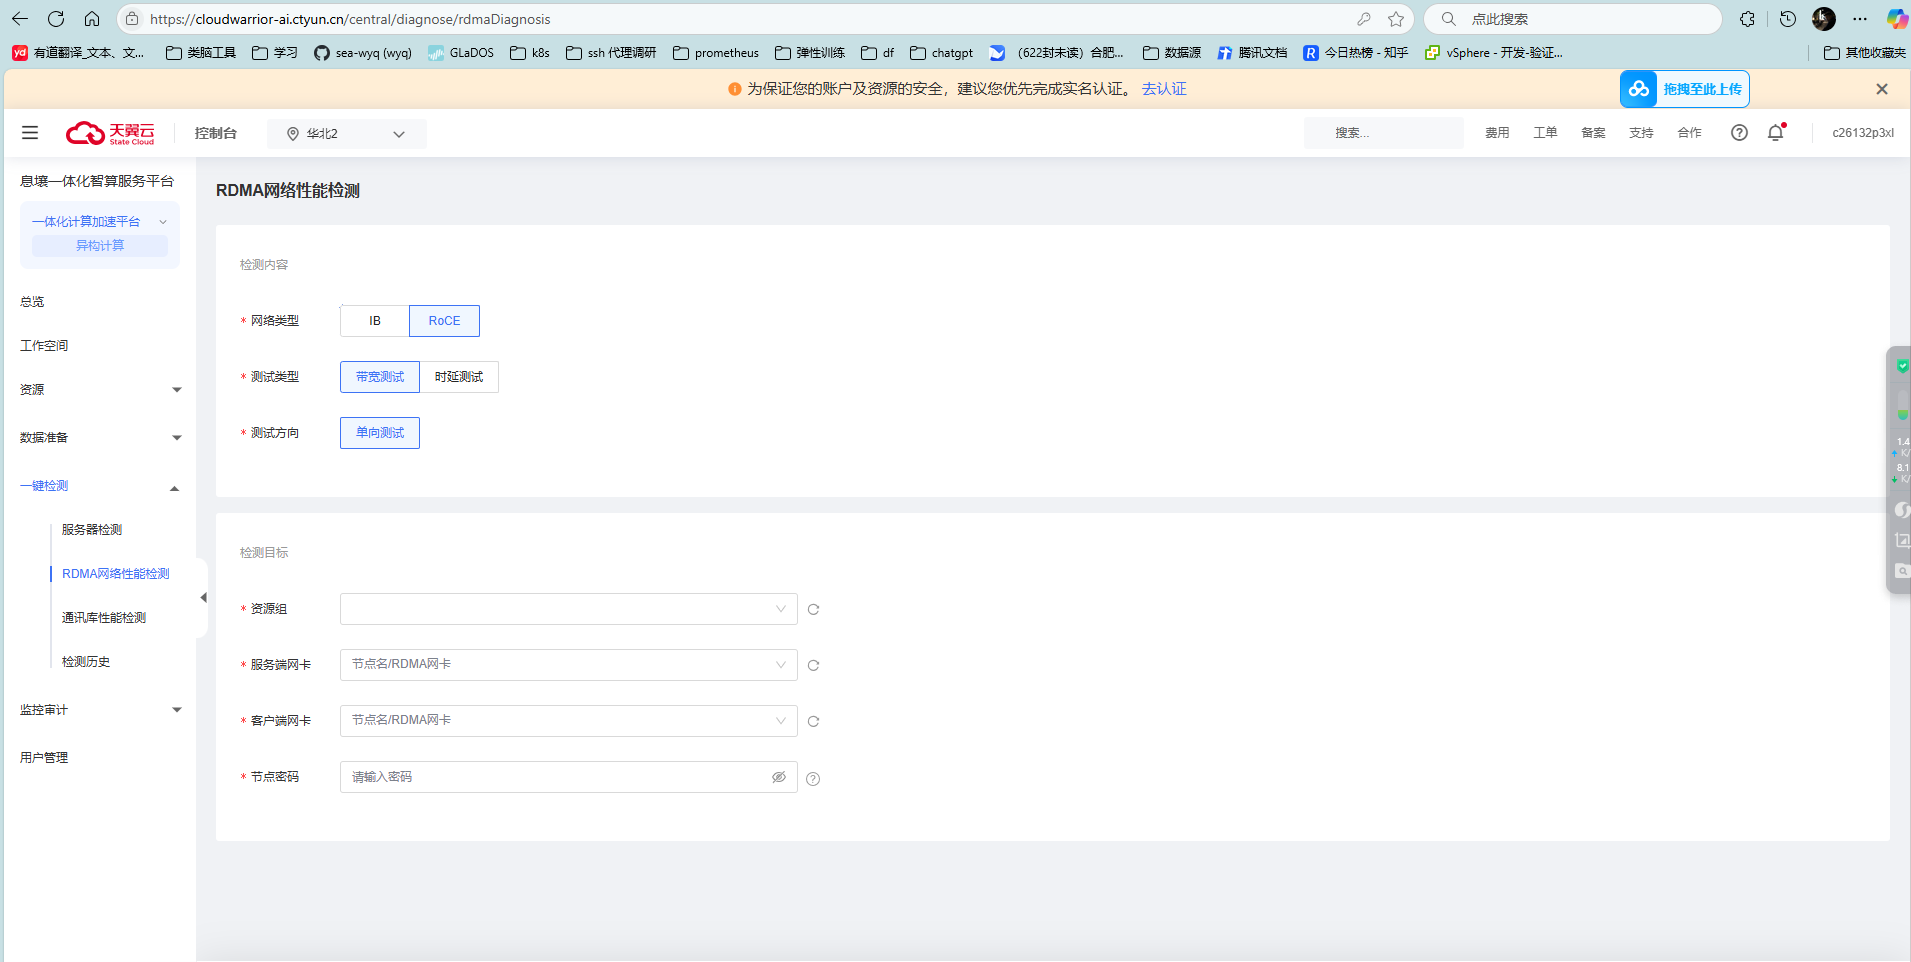 https://cloudwarrior-ai.ctyun.cn/central/diagnose/rdmaDiagnosis
点此搜索
有道翻译_文本、文...
类脑工具
学习
sea-wyq (wyq)
GLaDOS
k8s
ssh 代理调研
prometheus
弹性训练
df
chatgpt
（622封未读）合肥...
数据源
腾讯文档
今日热榜 - 知乎
vSphere - 开发-验证...
其他收藏夹
为保证您的账户及资源的安全，建议您优先完成实名认证。 去认证
拖拽至此上传
天翼云
State Cloud
控制台
华北2
搜索...
费用
工单
备案
支持
合作
c26132p3xl
息壤一体化智算服务平台
一体化计算加速平台
异构计算
总览
工作空间
资源
数据准备
一键检测
服务器检测
RDMA网络性能检测
通讯库性能检测
检测历史
监控审计
用户管理
RDMA网络性能检测
检测内容
* 网络类型
IB
RoCE
* 测试类型
带宽测试
时延测试
* 测试方向
单向测试
检测目标
* 资源组
* 服务端网卡
节点名/RDMA网卡
* 客户端网卡
节点名/RDMA网卡
* 节点密码
请输入密码
1.4
K/
8.1
K/